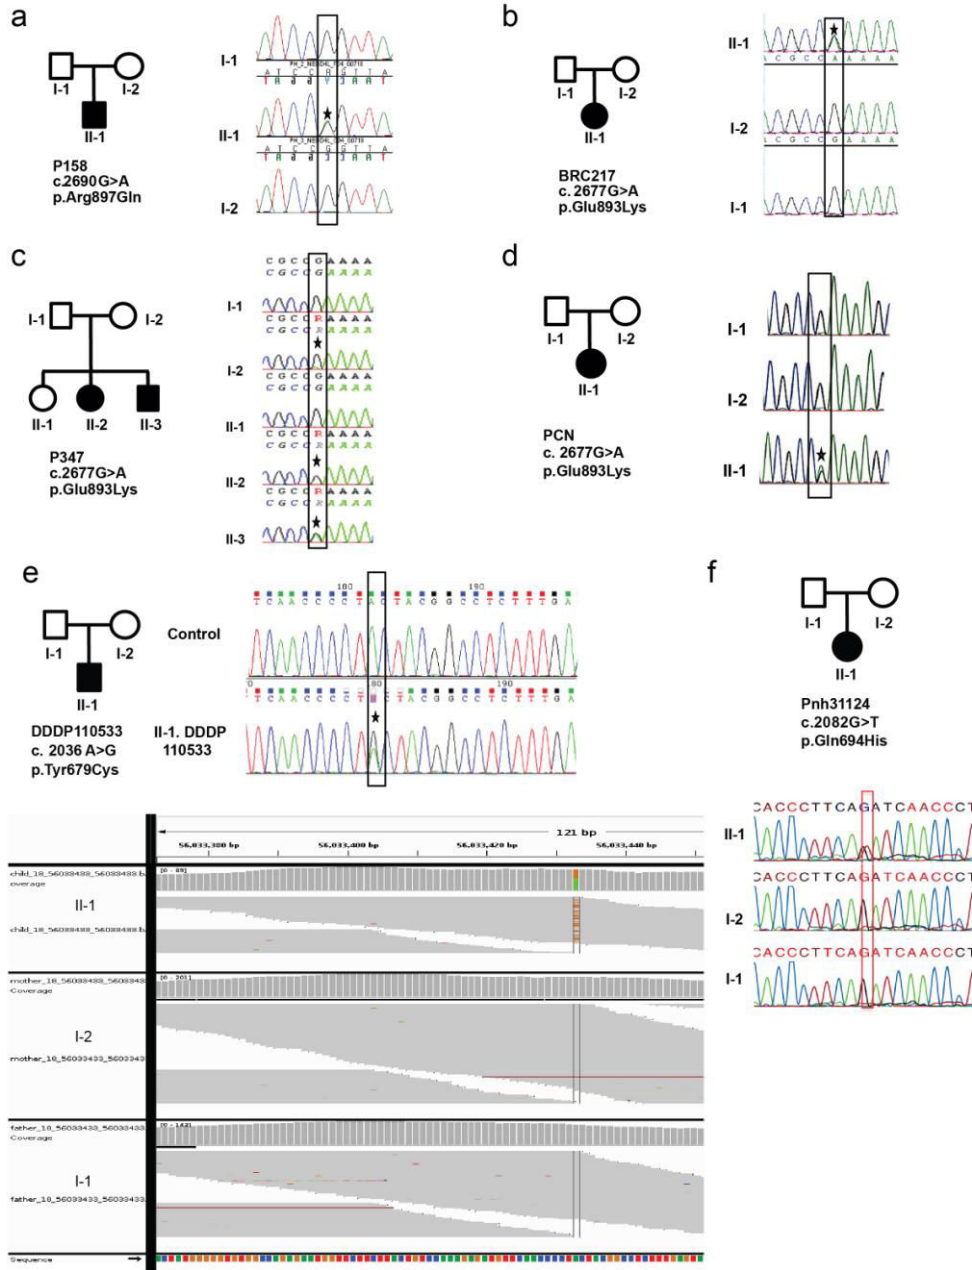 a
I-1
I-2
II-1
P158
c.2690G>A
p.Arg897Gln
I-1
A T C C R G T T A
II-1
A T C C G G T T A
I-2
b
I-1
I-2
II-1
BRC217
c. 2677G>A
p.Glu893Lys
II-1
A C G C C A A A A A
I-2
A C G C C G A A A A
I-1
c
I-1
I-2
II-1
II-2
II-3
P347
c.2677G>A
p.Glu893Lys
C G C C G A A A A
C G C C G A A A A
I-1
C G C C R A A A A
C G C C R A A A A
I-2
C G C C G A A A A
C G C C G A A A A
II-1
C G C C R A A A A
C G C C R A A A A
II-2
C G C C R A A A A
C G C C R A A A A
II-3
d
I-1
I-2
II-1
PCN
c. 2677G>A
p.Glu893Lys
I-1
I-2
II-1
e
I-1
I-2
II-1
DDDP110533
c. 2036 A>G
p.Tyr679Cys
180
190
T C A A C C C C T A C T A C G G C C T C T T T G A
Control
190
II-1. DDDP
110533
f
I-1
I-2
II-1
Pnh31124
c.2082G>T
p.Gln694His
CACCCTTCAGATCAACCCT
II-1
CACCCTTCAGATCAACCCT
I-2
CACCCTTCAGATCAACCCT
I-1
121 bp
56,033,380 bp
56,033,400 bp
56,033,420 bp
56,033,440 bp
II-1
Coverage
I-2
Coverage
I-1
Sequence